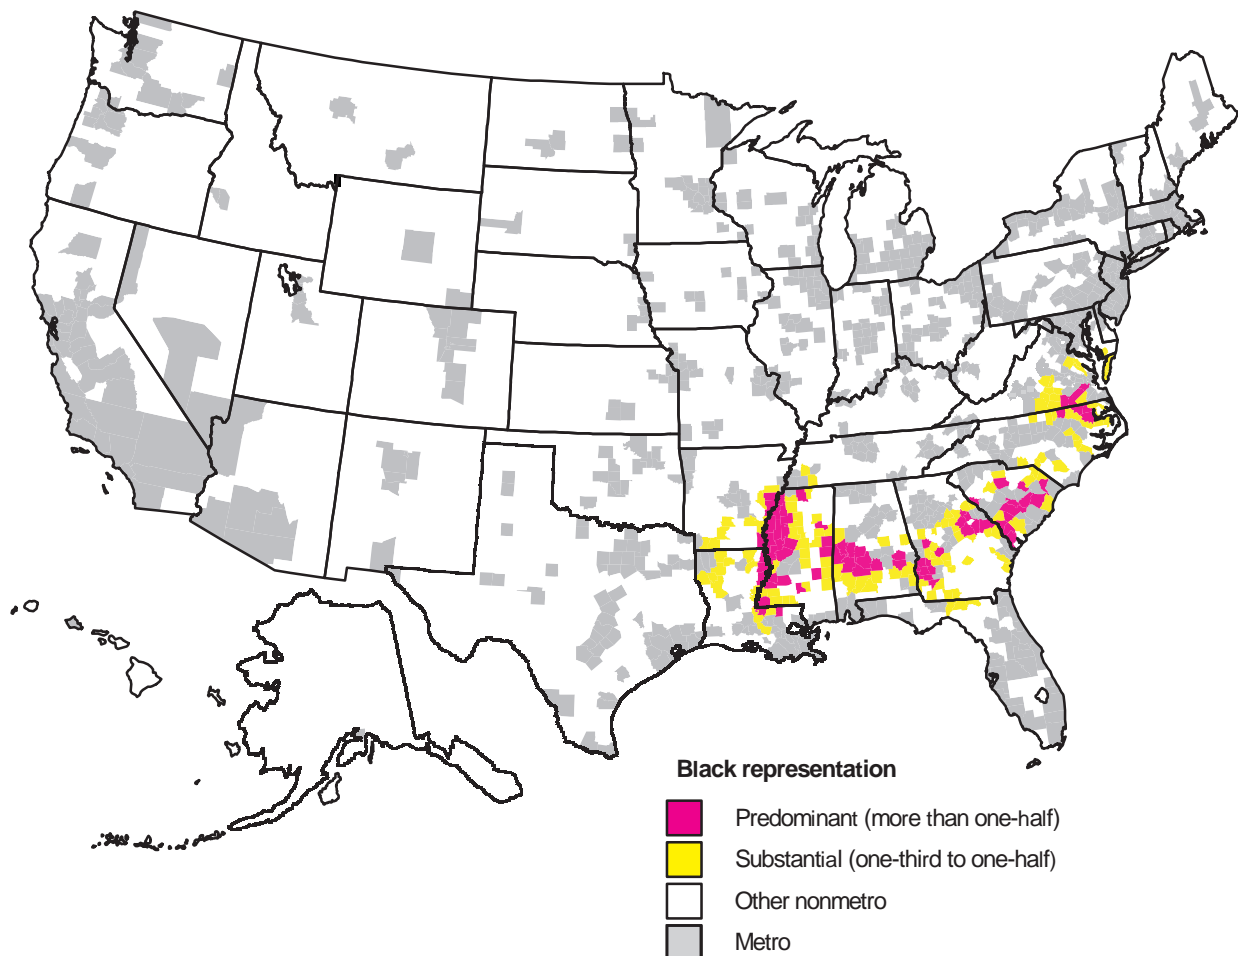 Black representation
Predominant (more than one-half)
Substantial (one-third to one-half)
Other nonmetro
Metro